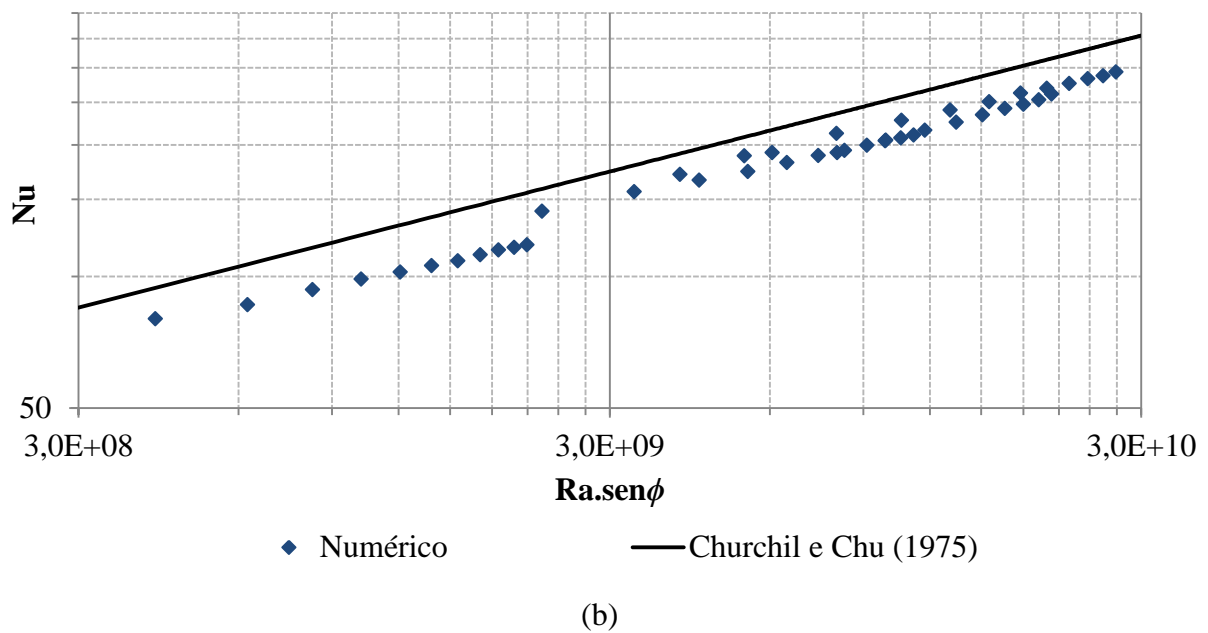 Nu
50
3,0E+08 3,0E+09 3,0E+10
Ra.senϕ
Numérico Churchil e Chu (1975)
(b)